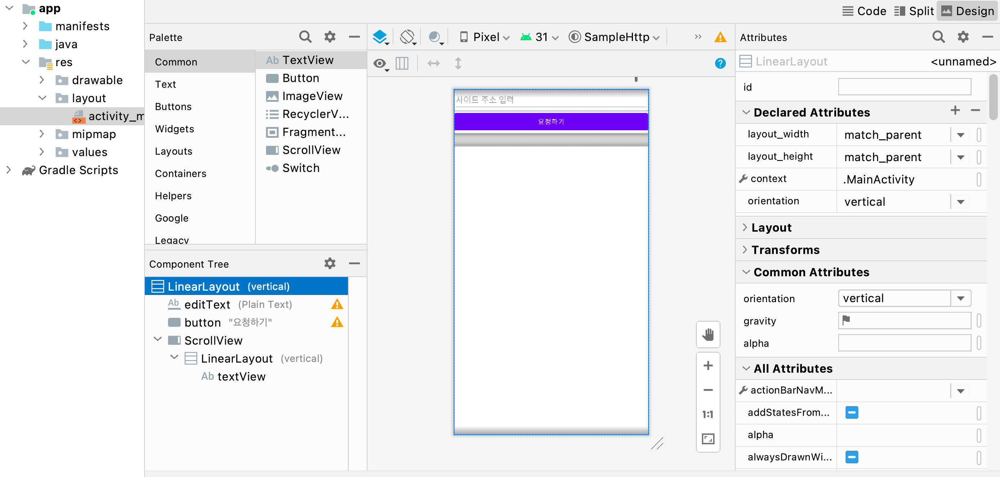 app
manifests
java
res
drawable
layout
activity_m
mipmap
values
Gradle Scripts
Code
Split
Design
Palette
Common
Text
Buttons
Widgets
Layouts
Containers
Helpers
Google
Legacy
Ab TextView
Button
ImageView
RecyclerV...
Fragment...
ScrollView
Switch
Component Tree
LinearLayout (vertical)
Ab editText (Plain Text)
button "요청하기"
ScrollView
LinearLayout (vertical)
Ab textView
Pixel
31
SampleHttp
»
?
사이트 주소 입력
요청하기
+
−
1:1
Attributes
LinearLayout <unnamed>
id
Declared Attributes
layout_width match_parent
layout_height match_parent
context .MainActivity
orientation vertical
Layout
Transforms
Common Attributes
orientation vertical
gravity
alpha
All Attributes
actionBarNavM...
addStatesFrom...
alpha
alwaysDrawnWi...